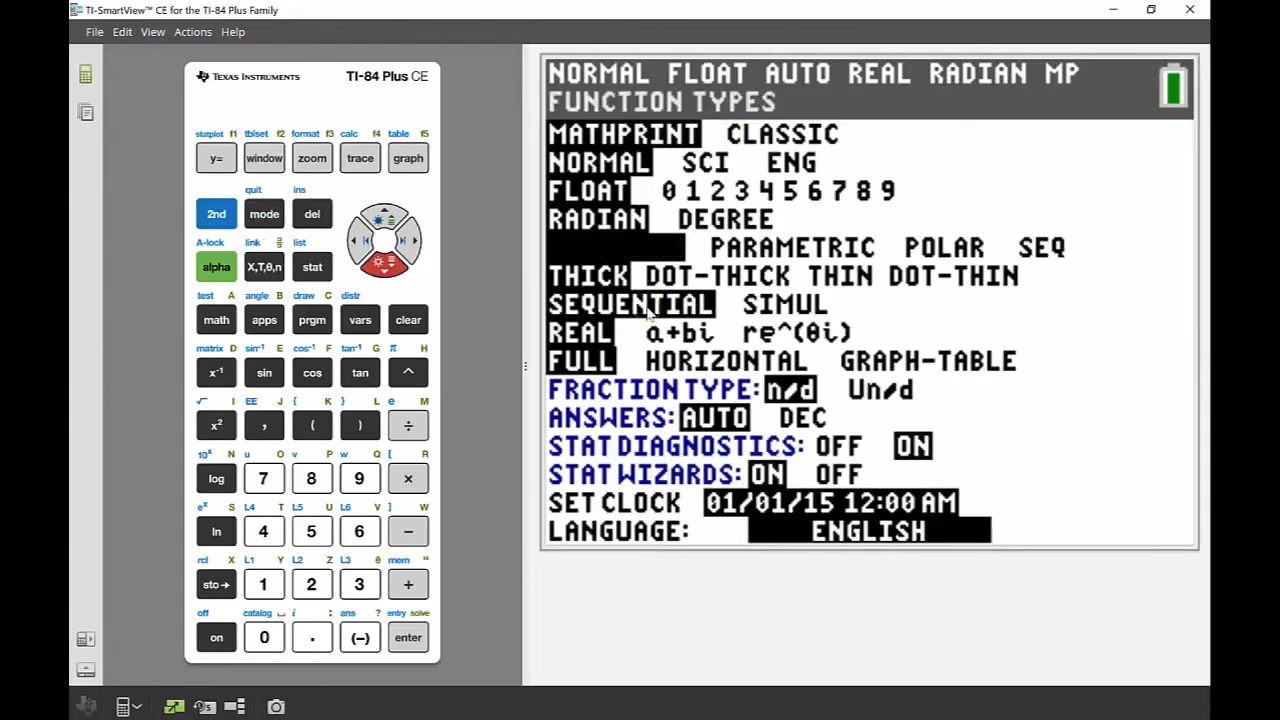 TI-SmartView™ CE for the TI-84 Plus Family
File Edit View Actions Help
TEXAS INSTRUMENTS TI-84 Plus CE
statplot f1 tblset f2 format f3 calc f4 table f5
y= window zoom trace graph
quit ins
2nd mode del
A-lock link list
alpha X,T,θ,n stat
test A angle B draw C distr
math apps prgm vars clear
matrix D sin⁻¹ E cos⁻¹ F tan⁻¹ G π H
x⁻¹ sin cos tan ^
√ I EE J { K } L e M
x² , ( ) ÷
10ˣ N u O v P w Q [ R
log 7 8 9 ×
eˣ S L4 T L5 U L6 V ] W
ln 4 5 6 −
rcl X L1 Y L2 Z L3 θ mem "
sto→ 1 2 3 +
off catalog ␣ i : ans ? entry solve
on 0 . (−) enter
NORMAL FLOAT AUTO REAL RADIAN MP
FUNCTION TYPES
MATHPRINT CLASSIC
NORMAL SCI ENG
FLOAT 0 1 2 3 4 5 6 7 8 9
RADIAN DEGREE
PARAMETRIC POLAR SEQ
THICK DOT-THICK THIN DOT-THIN
SEQUENTIAL SIMUL
REAL a+bi re^(θi)
FULL HORIZONTAL GRAPH-TABLE
FRACTION TYPE: n/d Un/d
ANSWERS: AUTO DEC
STAT DIAGNOSTICS: OFF ON
STAT WIZARDS: ON OFF
SET CLOCK 01/01/15 12:00 AM
LANGUAGE: ENGLISH